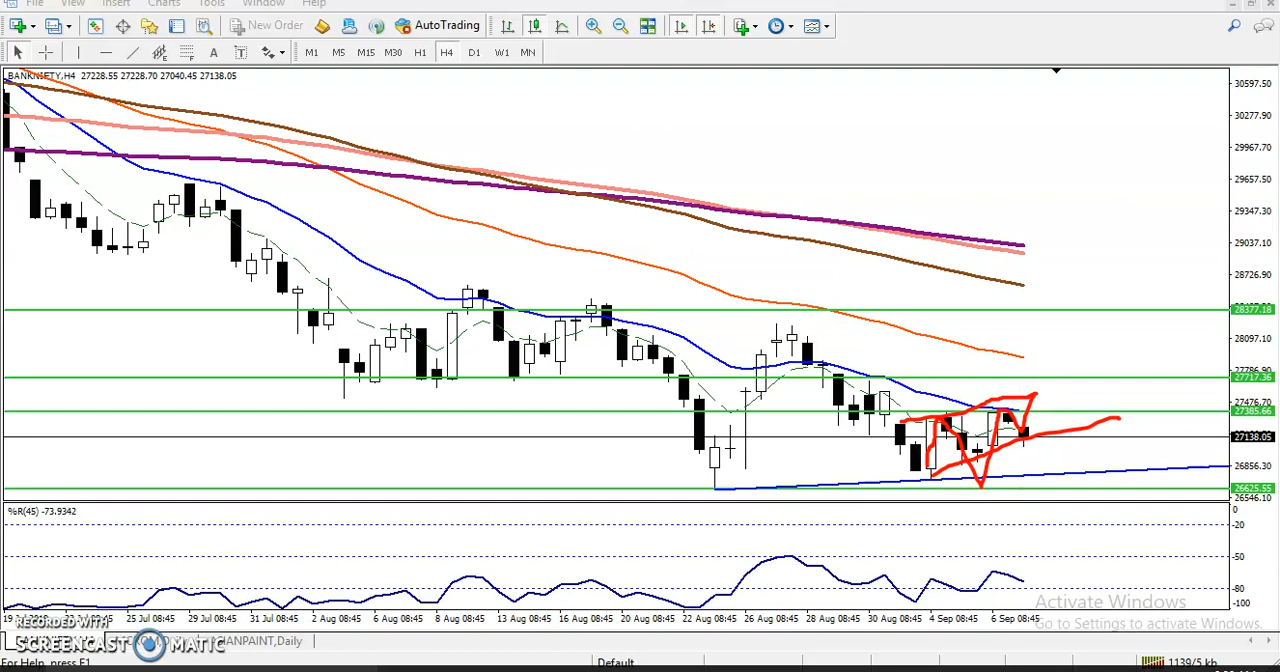 File View Insert Charts Tools Window Help
New Order AutoTrading
A T M1 M5 M15 M30 H1 H4 D1 W1 MN
BANKNIFTY,H4 27228.55 27228.70 27040.45 27138.05
30597.50
30277.90
29967.70
29657.50
29347.30
29037.10
28726.90
28377.18
28097.10
27786.90
27717.36
27476.70
27385.66
27138.05
26856.30
26625.55
26546.10
%R(45) -73.9342
0
-20
-50
-80
-100
25 Jul 08:45 29 Jul 08:45 31 Jul 08:45 2 Aug 08:45 6 Aug 08:45 8 Aug 08:45 13 Aug 08:45 16 Aug 08:45 20 Aug 08:45 22 Aug 08:45 26 Aug 08:45 28 Aug 08:45 30 Aug 08:45 4 Sep 08:45 6 Sep 08:45
Activate Windows
Go to Settings to activate Windows.
RECORDED WITH
SCREENCAST MATIC
ASIANPAINT,Daily
For Help, press F1
Default
1139/5 kb